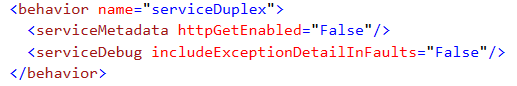 <behavior name="serviceDuplex">
<serviceMetadata httpGetEnabled="False"/>
<serviceDebug includeExceptionDetailInFaults="False"/>
</behavior>